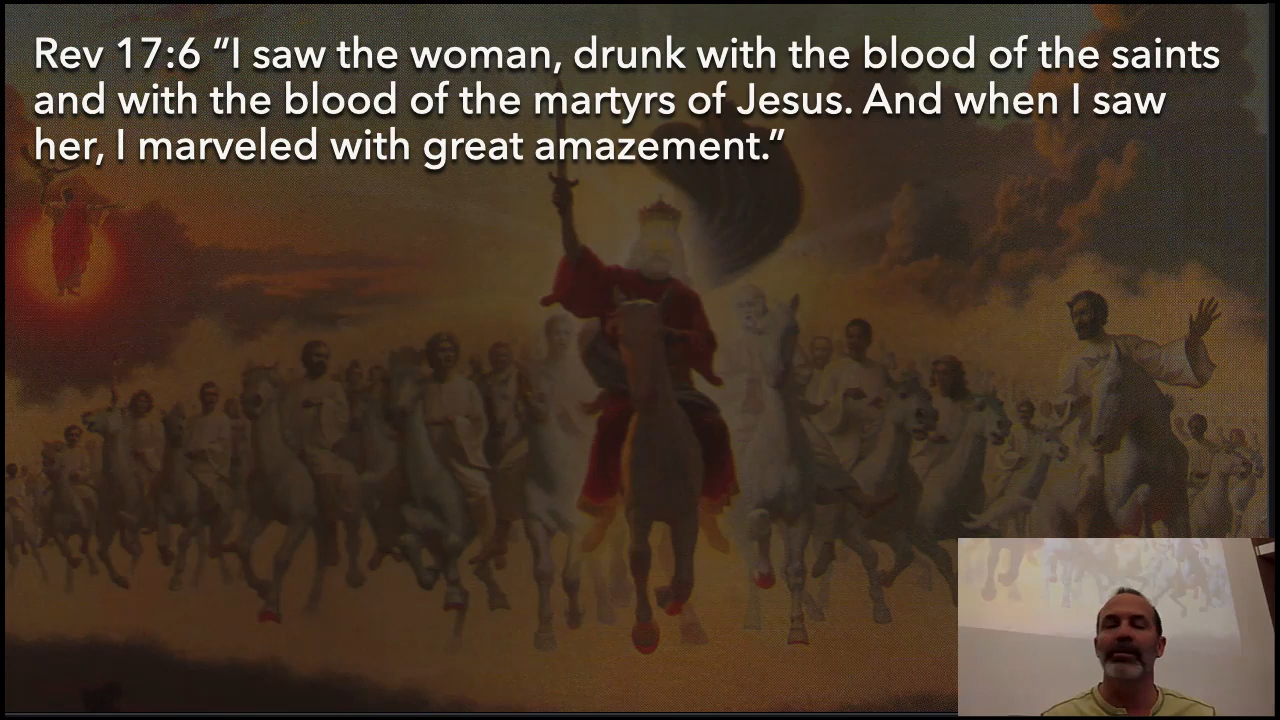 Rev 17:6 “I saw the woman, drunk with the blood of the saints
and with the blood of the martyrs of Jesus. And when I saw
her, I marveled with great amazement.”